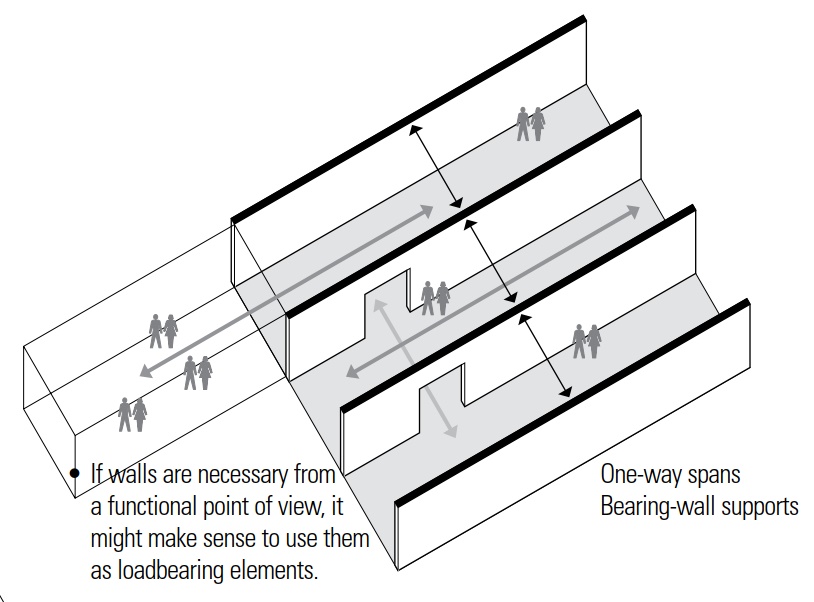 • If walls are necessary from
a functional point of view, it
might make sense to use them
as loadbearing elements.
One-way spans
Bearing-wall supports